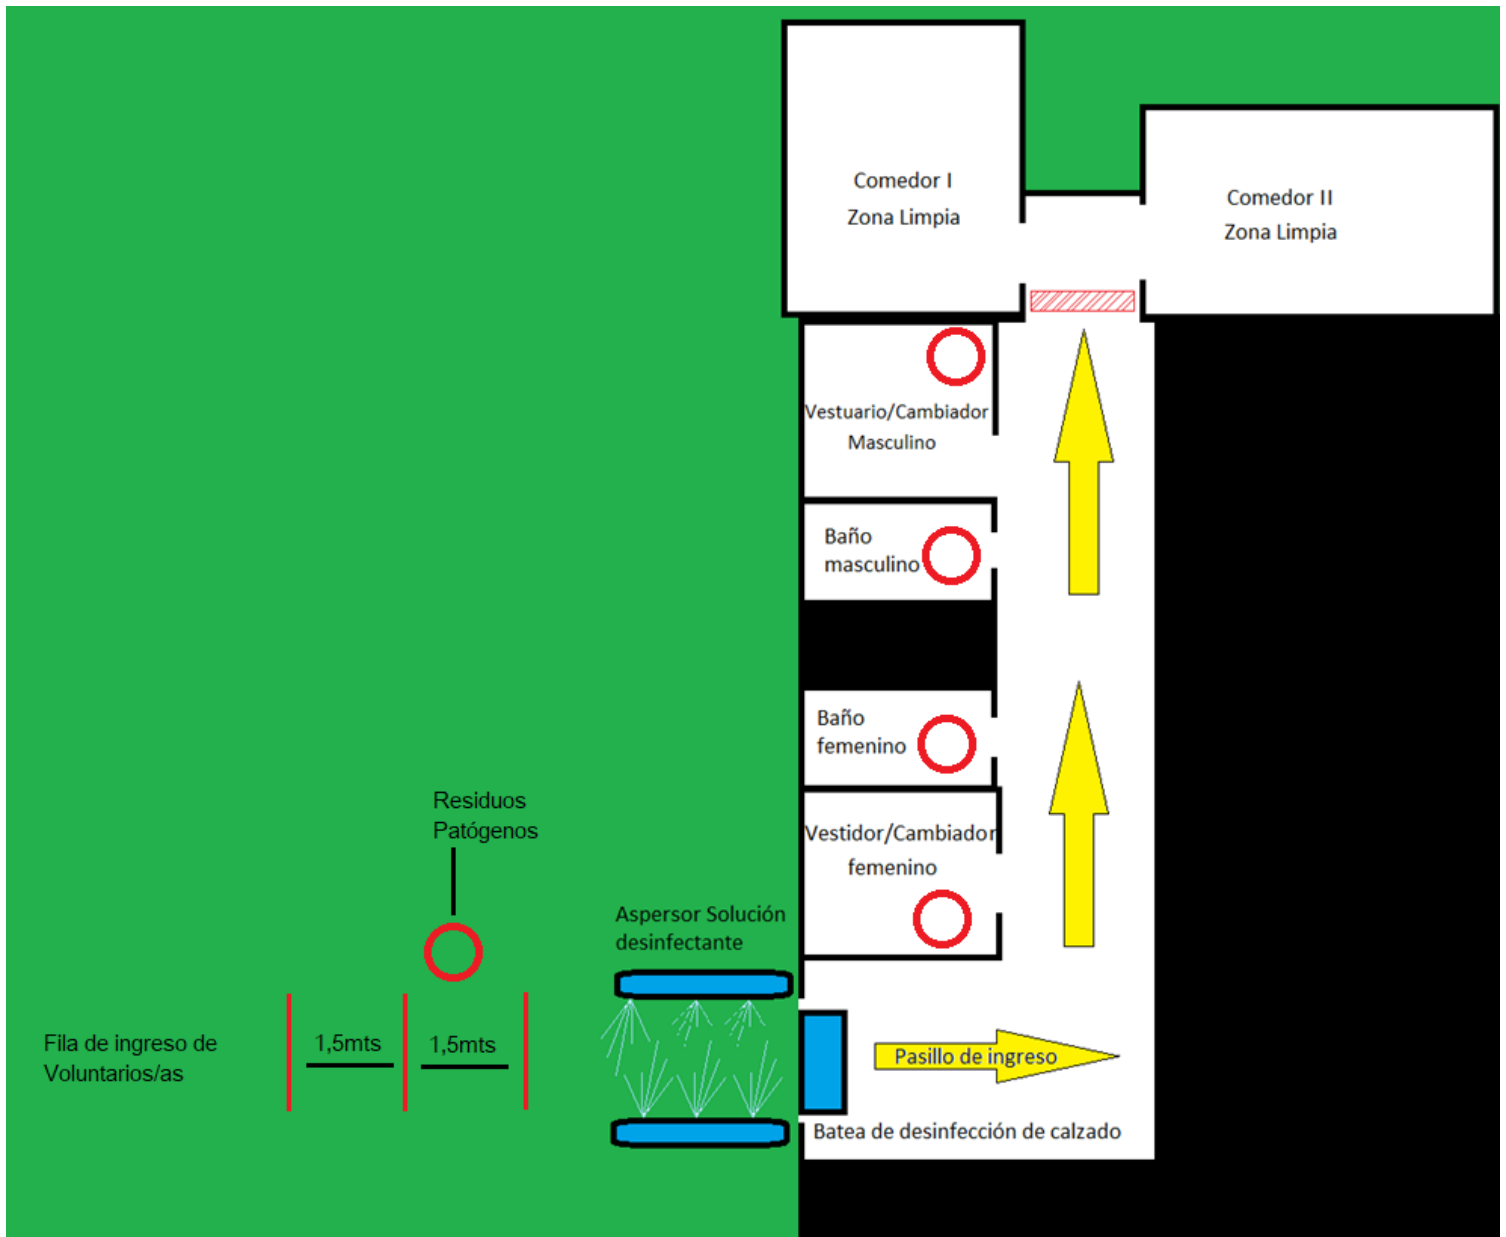 Comedor I
Zona Limpia
Comedor II
Zona Limpia
Vestuario/Cambiador
Masculino
Baño
masculino
Baño
femenino
Vestidor/Cambiador
femenino
Residuos
Patógenos
Aspersor Solución
desinfectante
Fila de ingreso de
Voluntarios/as
1,5mts
1,5mts
Pasillo de ingreso
Batea de desinfección de calzado